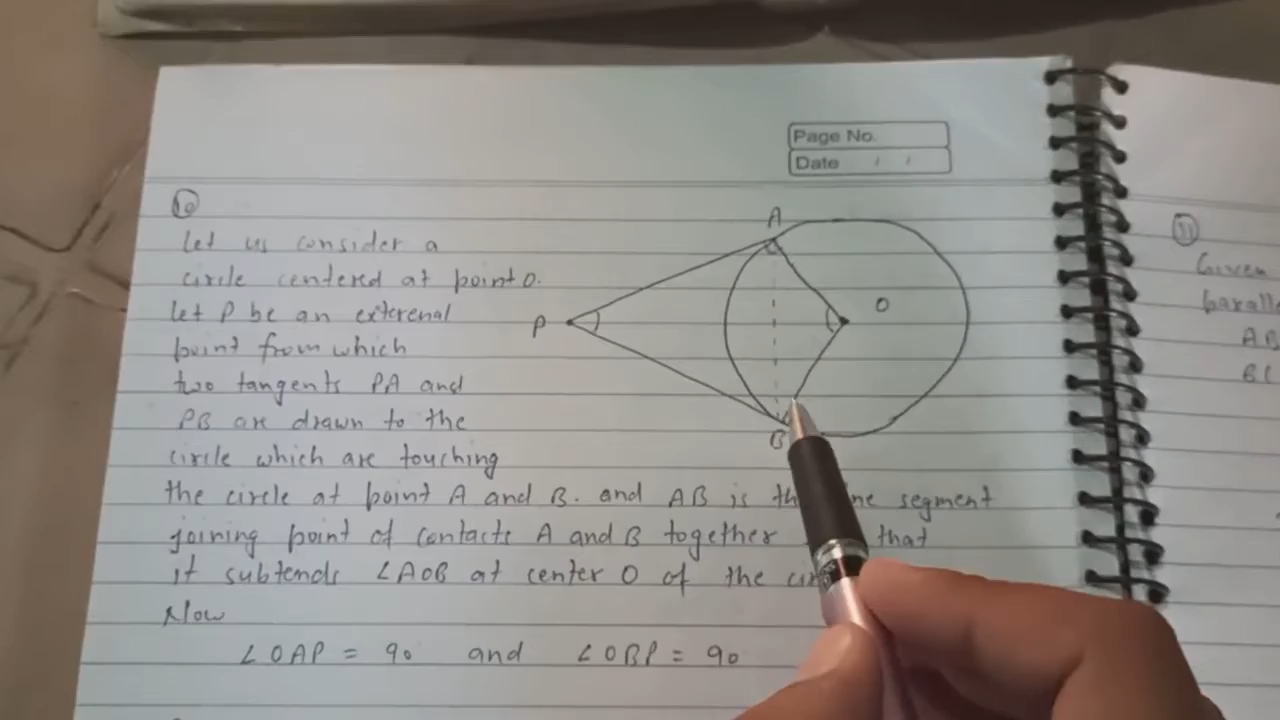 Page No.
Date / /
10
Let us consider a
circle centered at point O.
Let P be an exterenal
point from which
two tangents PA and
PB are drawn to the
circle which are touching
the circle at point A and B. and AB is segment
joining point of contacts A and B together that
it subtends ∠AOB at center O of the
Now
∠OAP = 90 and ∠OBP = 90
A
O
P
B
11
Given
AB
BC